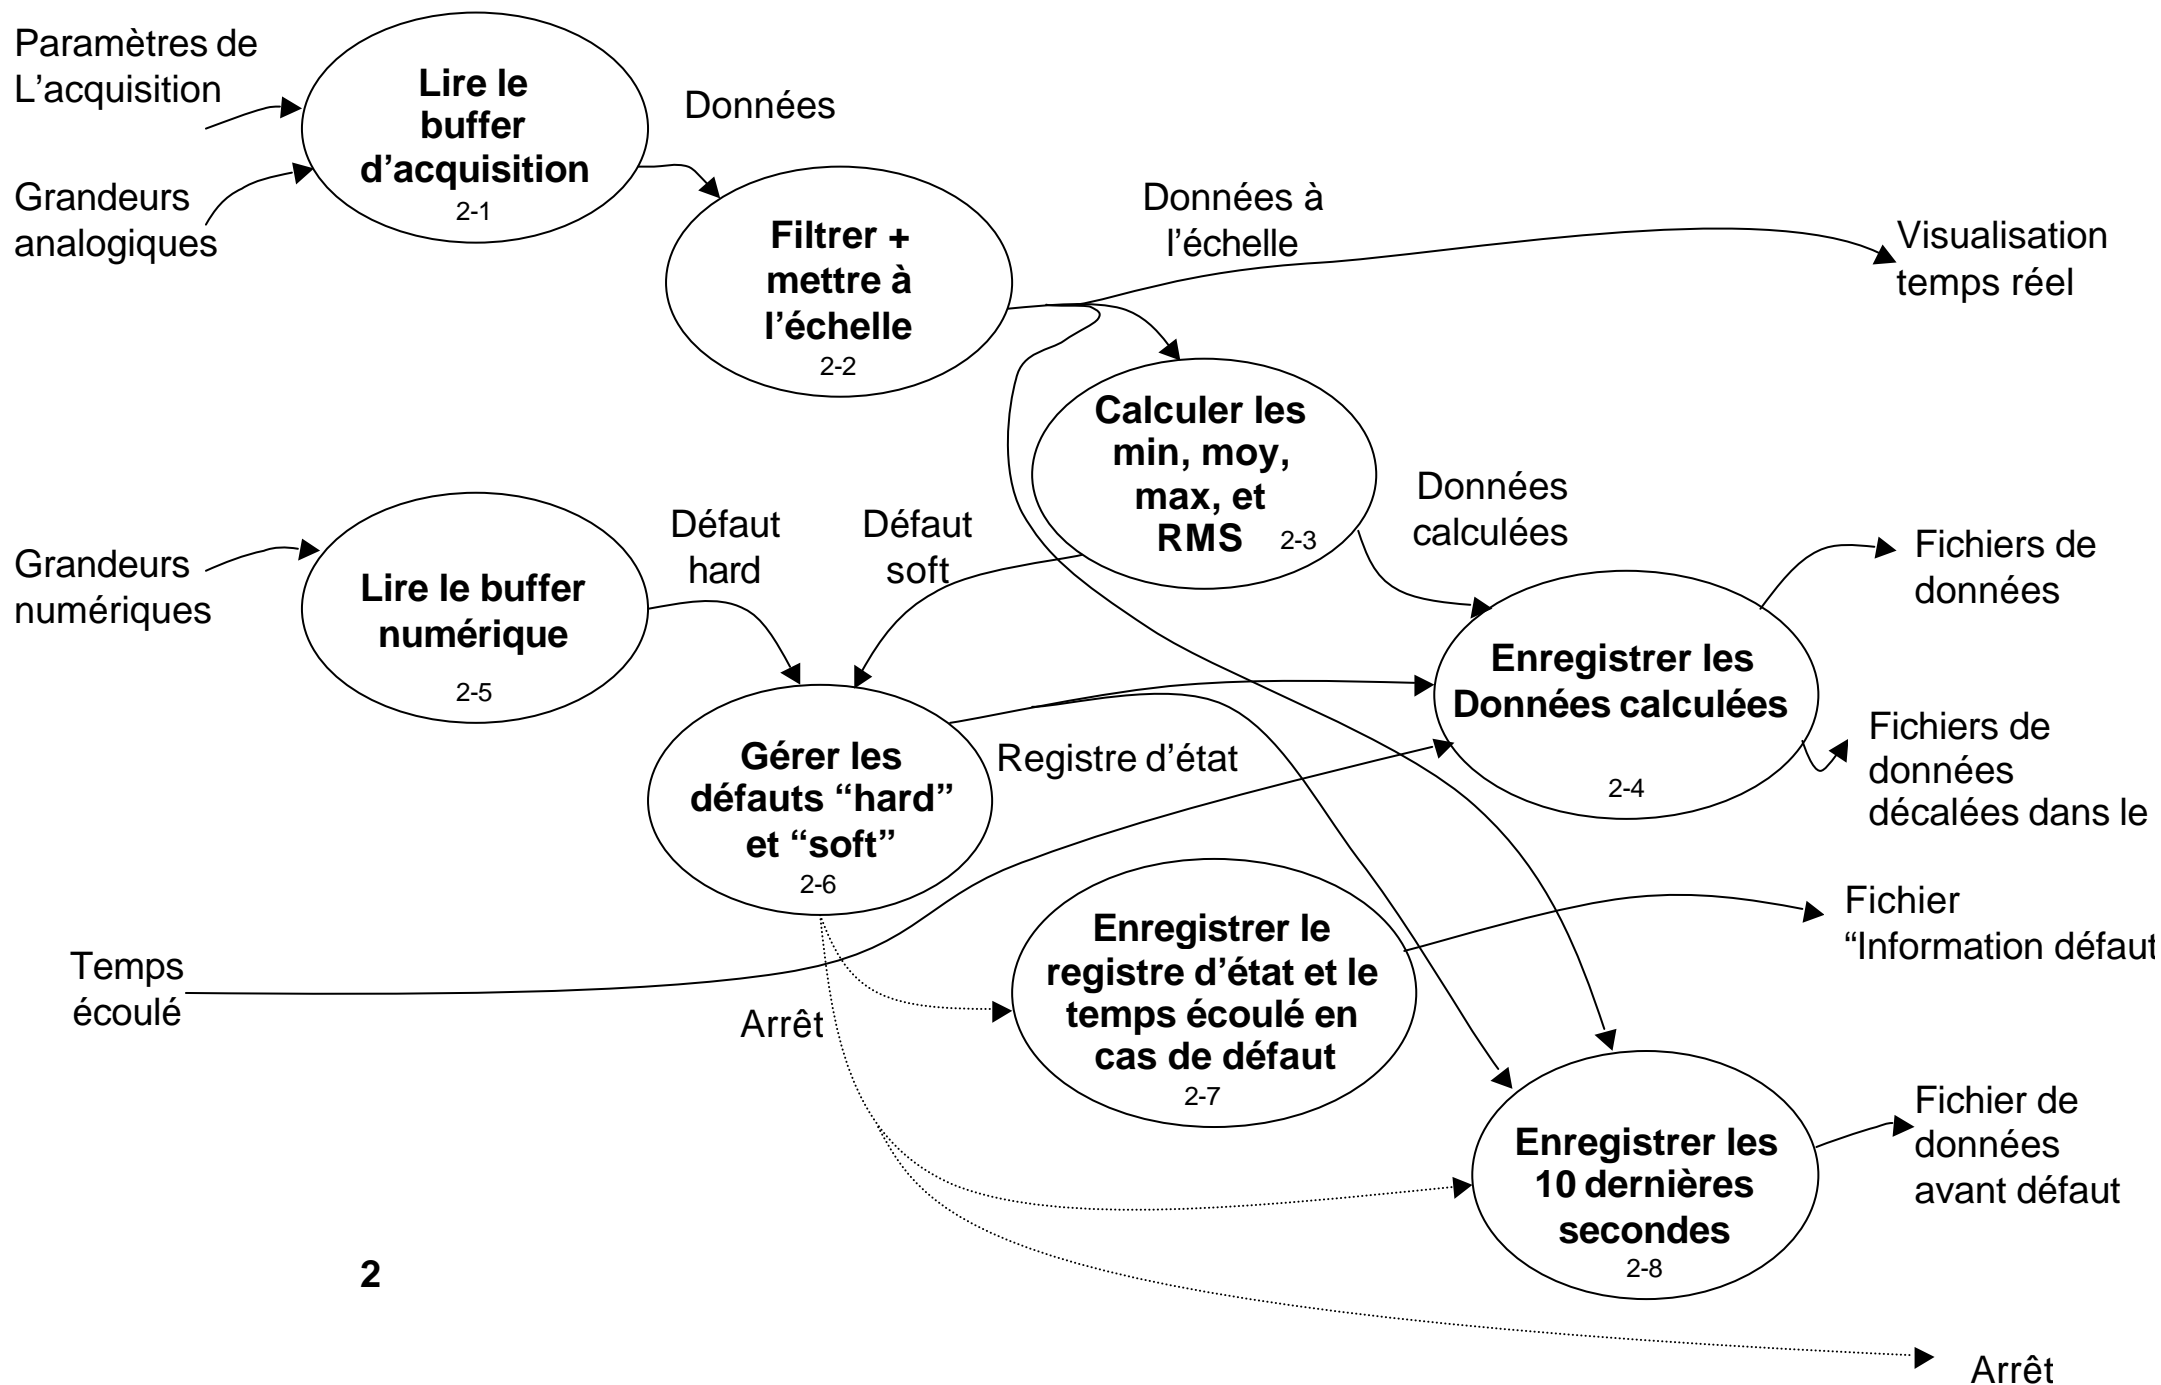 Paramètres de
L’acquisition
Lire le
buffer
d’acquisition
2-1
Données
Grandeurs
analogiques
Filtrer +
mettre à
l’échelle
2-2
Données à
l’échelle
Visualisation
temps réel
Calculer les
min, moy,
max, et
RMS 2-3
Données
calculées
Grandeurs
numériques
Lire le buffer
numérique
2-5
Défaut
hard
Défaut
soft
Fichiers de
données
Enregistrer les
Données calculées
2-4
Gérer les
défauts “hard”
et “soft”
2-6
Registre d’état
Fichiers de
données
décalées dans le
Enregistrer le
registre d’état et le
temps écoulé en
cas de défaut
2-7
Fichier
“Information défaut
Temps
écoulé
Arrêt
Enregistrer les
10 dernières
secondes
2-8
Fichier de
données
avant défaut
2
Arrêt